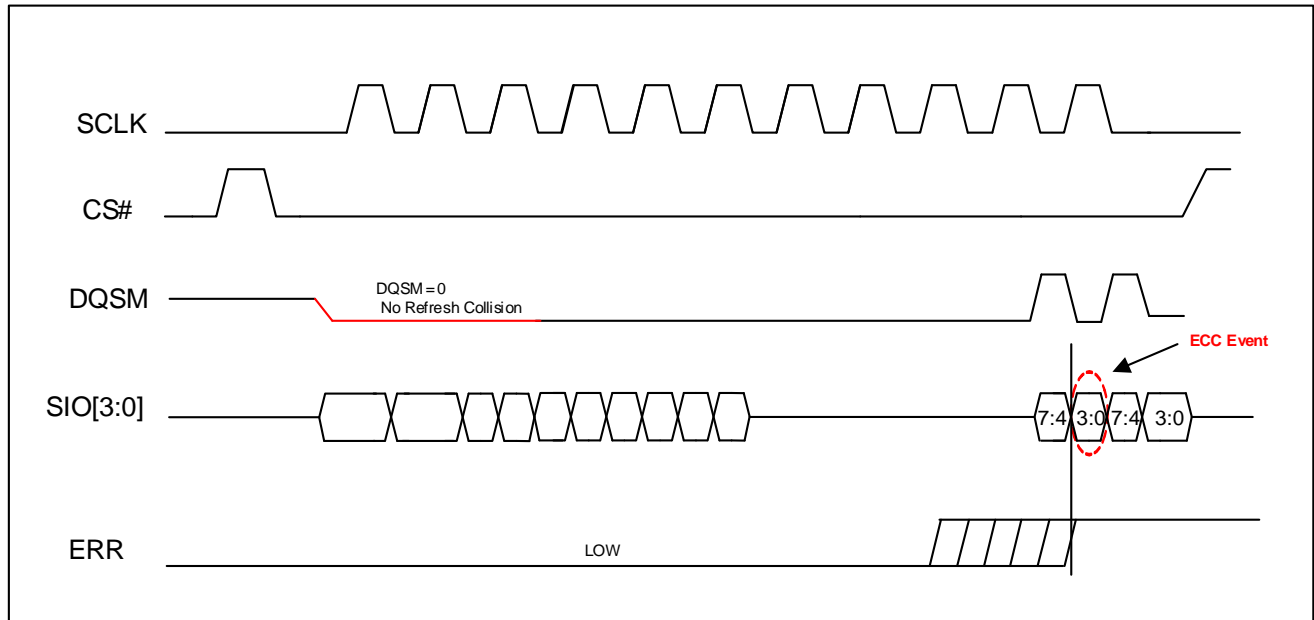 SCLK
CS#
DQSM
DQSM = 0
No Refresh Collision
ECC Event
SIO[3:0]
7:4 3:0 7:4 3:0
ERR
LOW